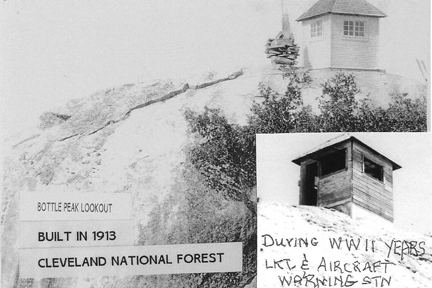 BOTTLE PEAK LOOKOUT
BUILT IN 1913
CLEVELAND NATIONAL FOREST
DURING WWII YEARS
LKT & AIRCRAFT
WARNING STN